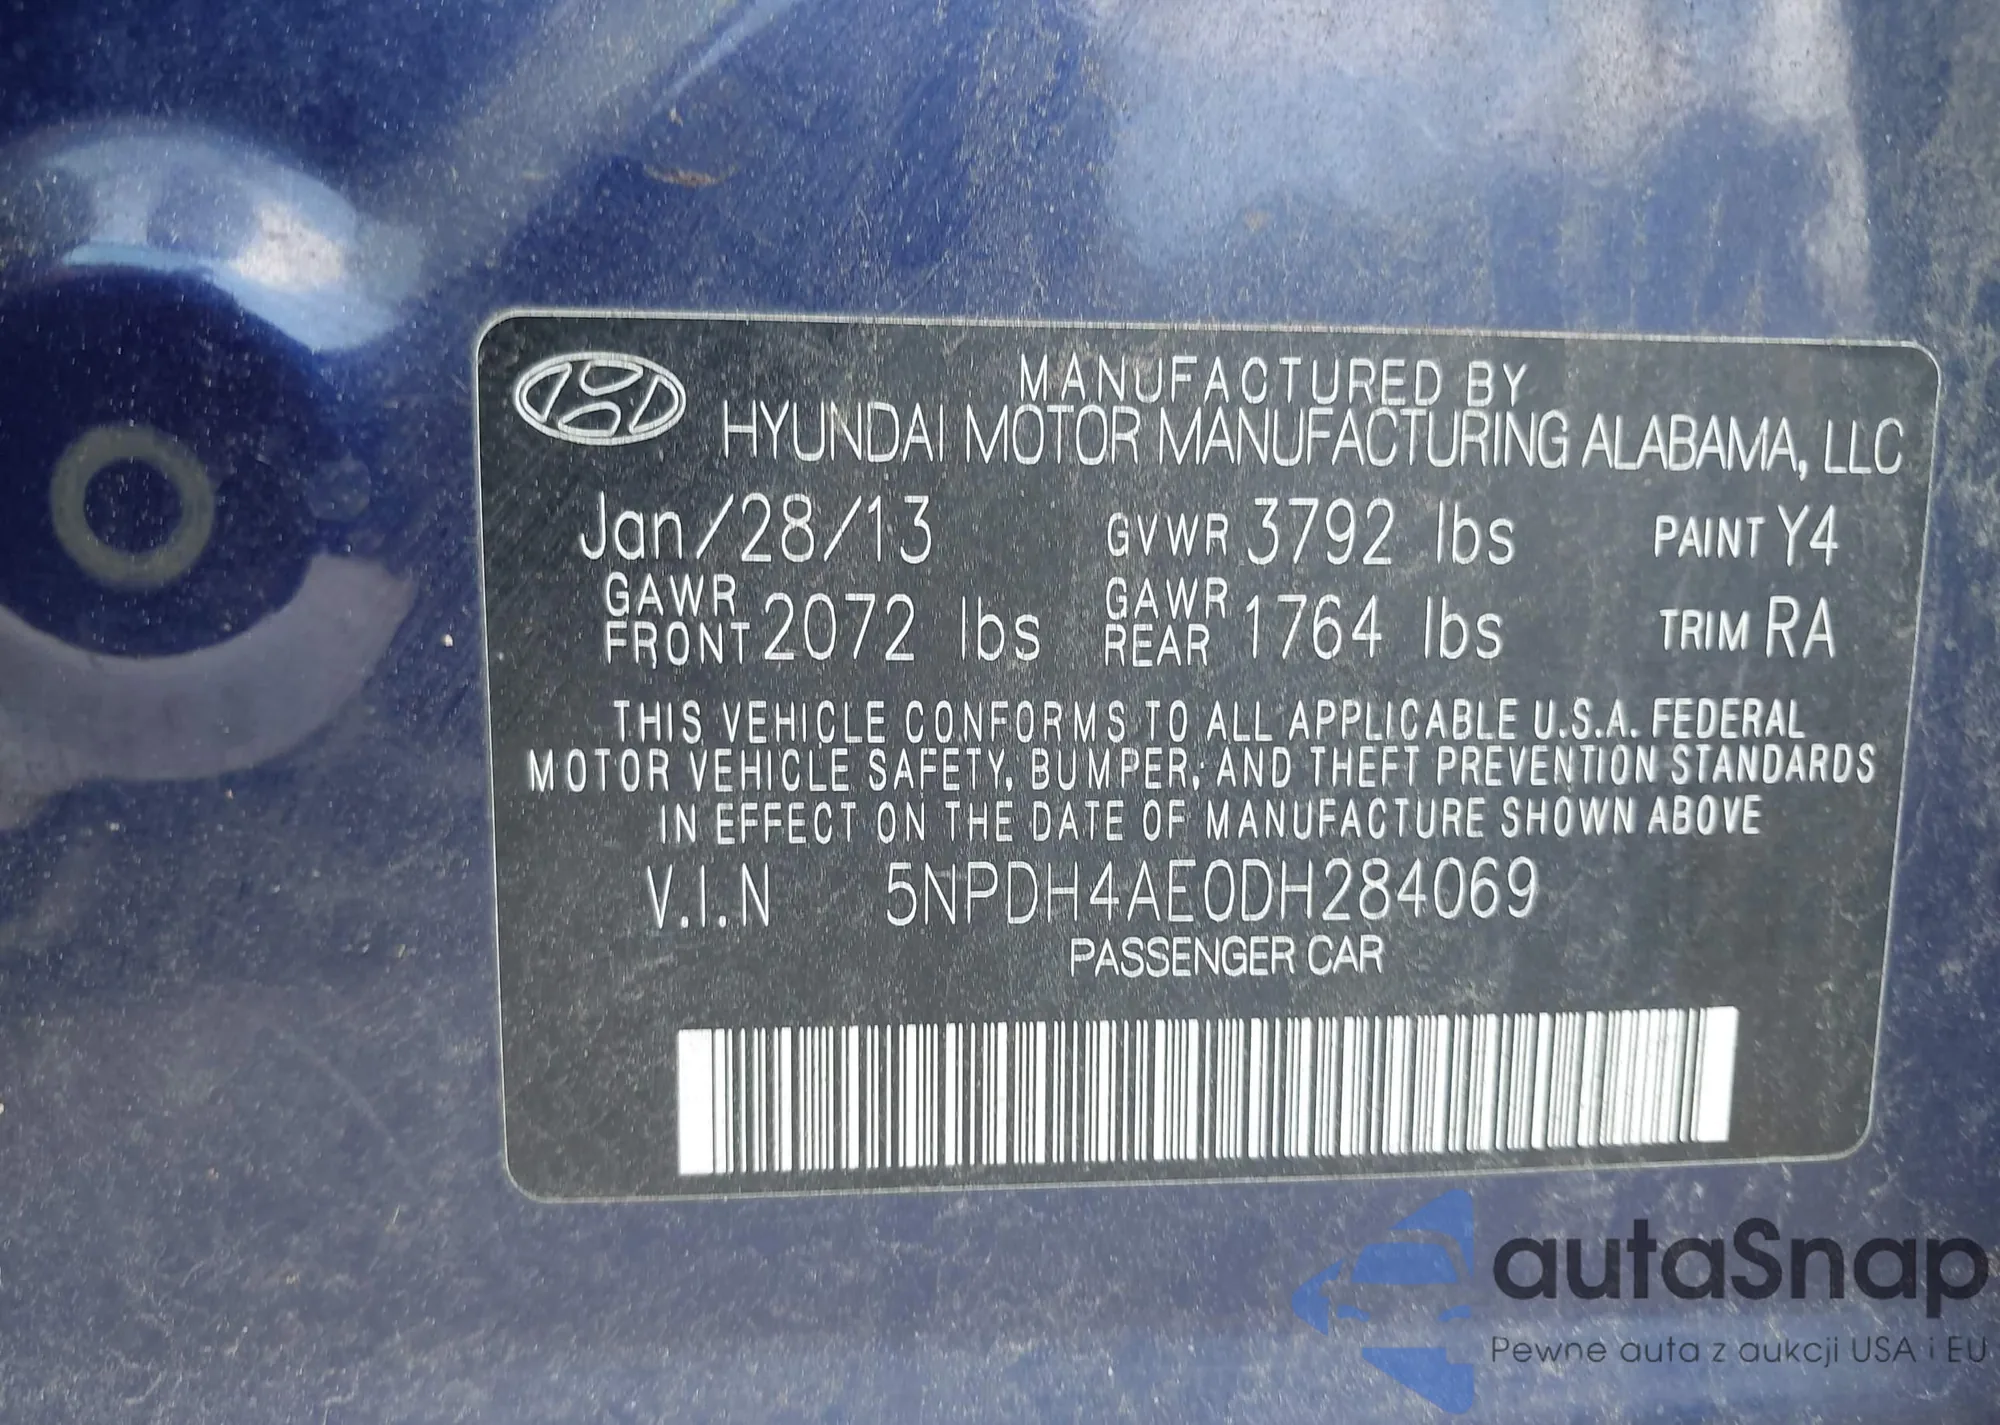 MANUFACTURED BY
HYUNDAI MOTOR MANUFACTURING ALABAMA, LLC
Jan/28/13 GVWR 3792 lbs PAINT Y4
GAWR FRONT 2072 lbs GAWR REAR 1764 lbs TRIM RA
THIS VEHICLE CONFORMS TO ALL APPLICABLE U.S.A. FEDERAL
MOTOR VEHICLE SAFETY, BUMPER, AND THEFT PREVENTION STANDARDS
IN EFFECT ON THE DATE OF MANUFACTURE SHOWN ABOVE
V.I.N 5NPDH4AE0DH284069
PASSENGER CAR
autaSnap
Pewne auta z aukcji USA i EU